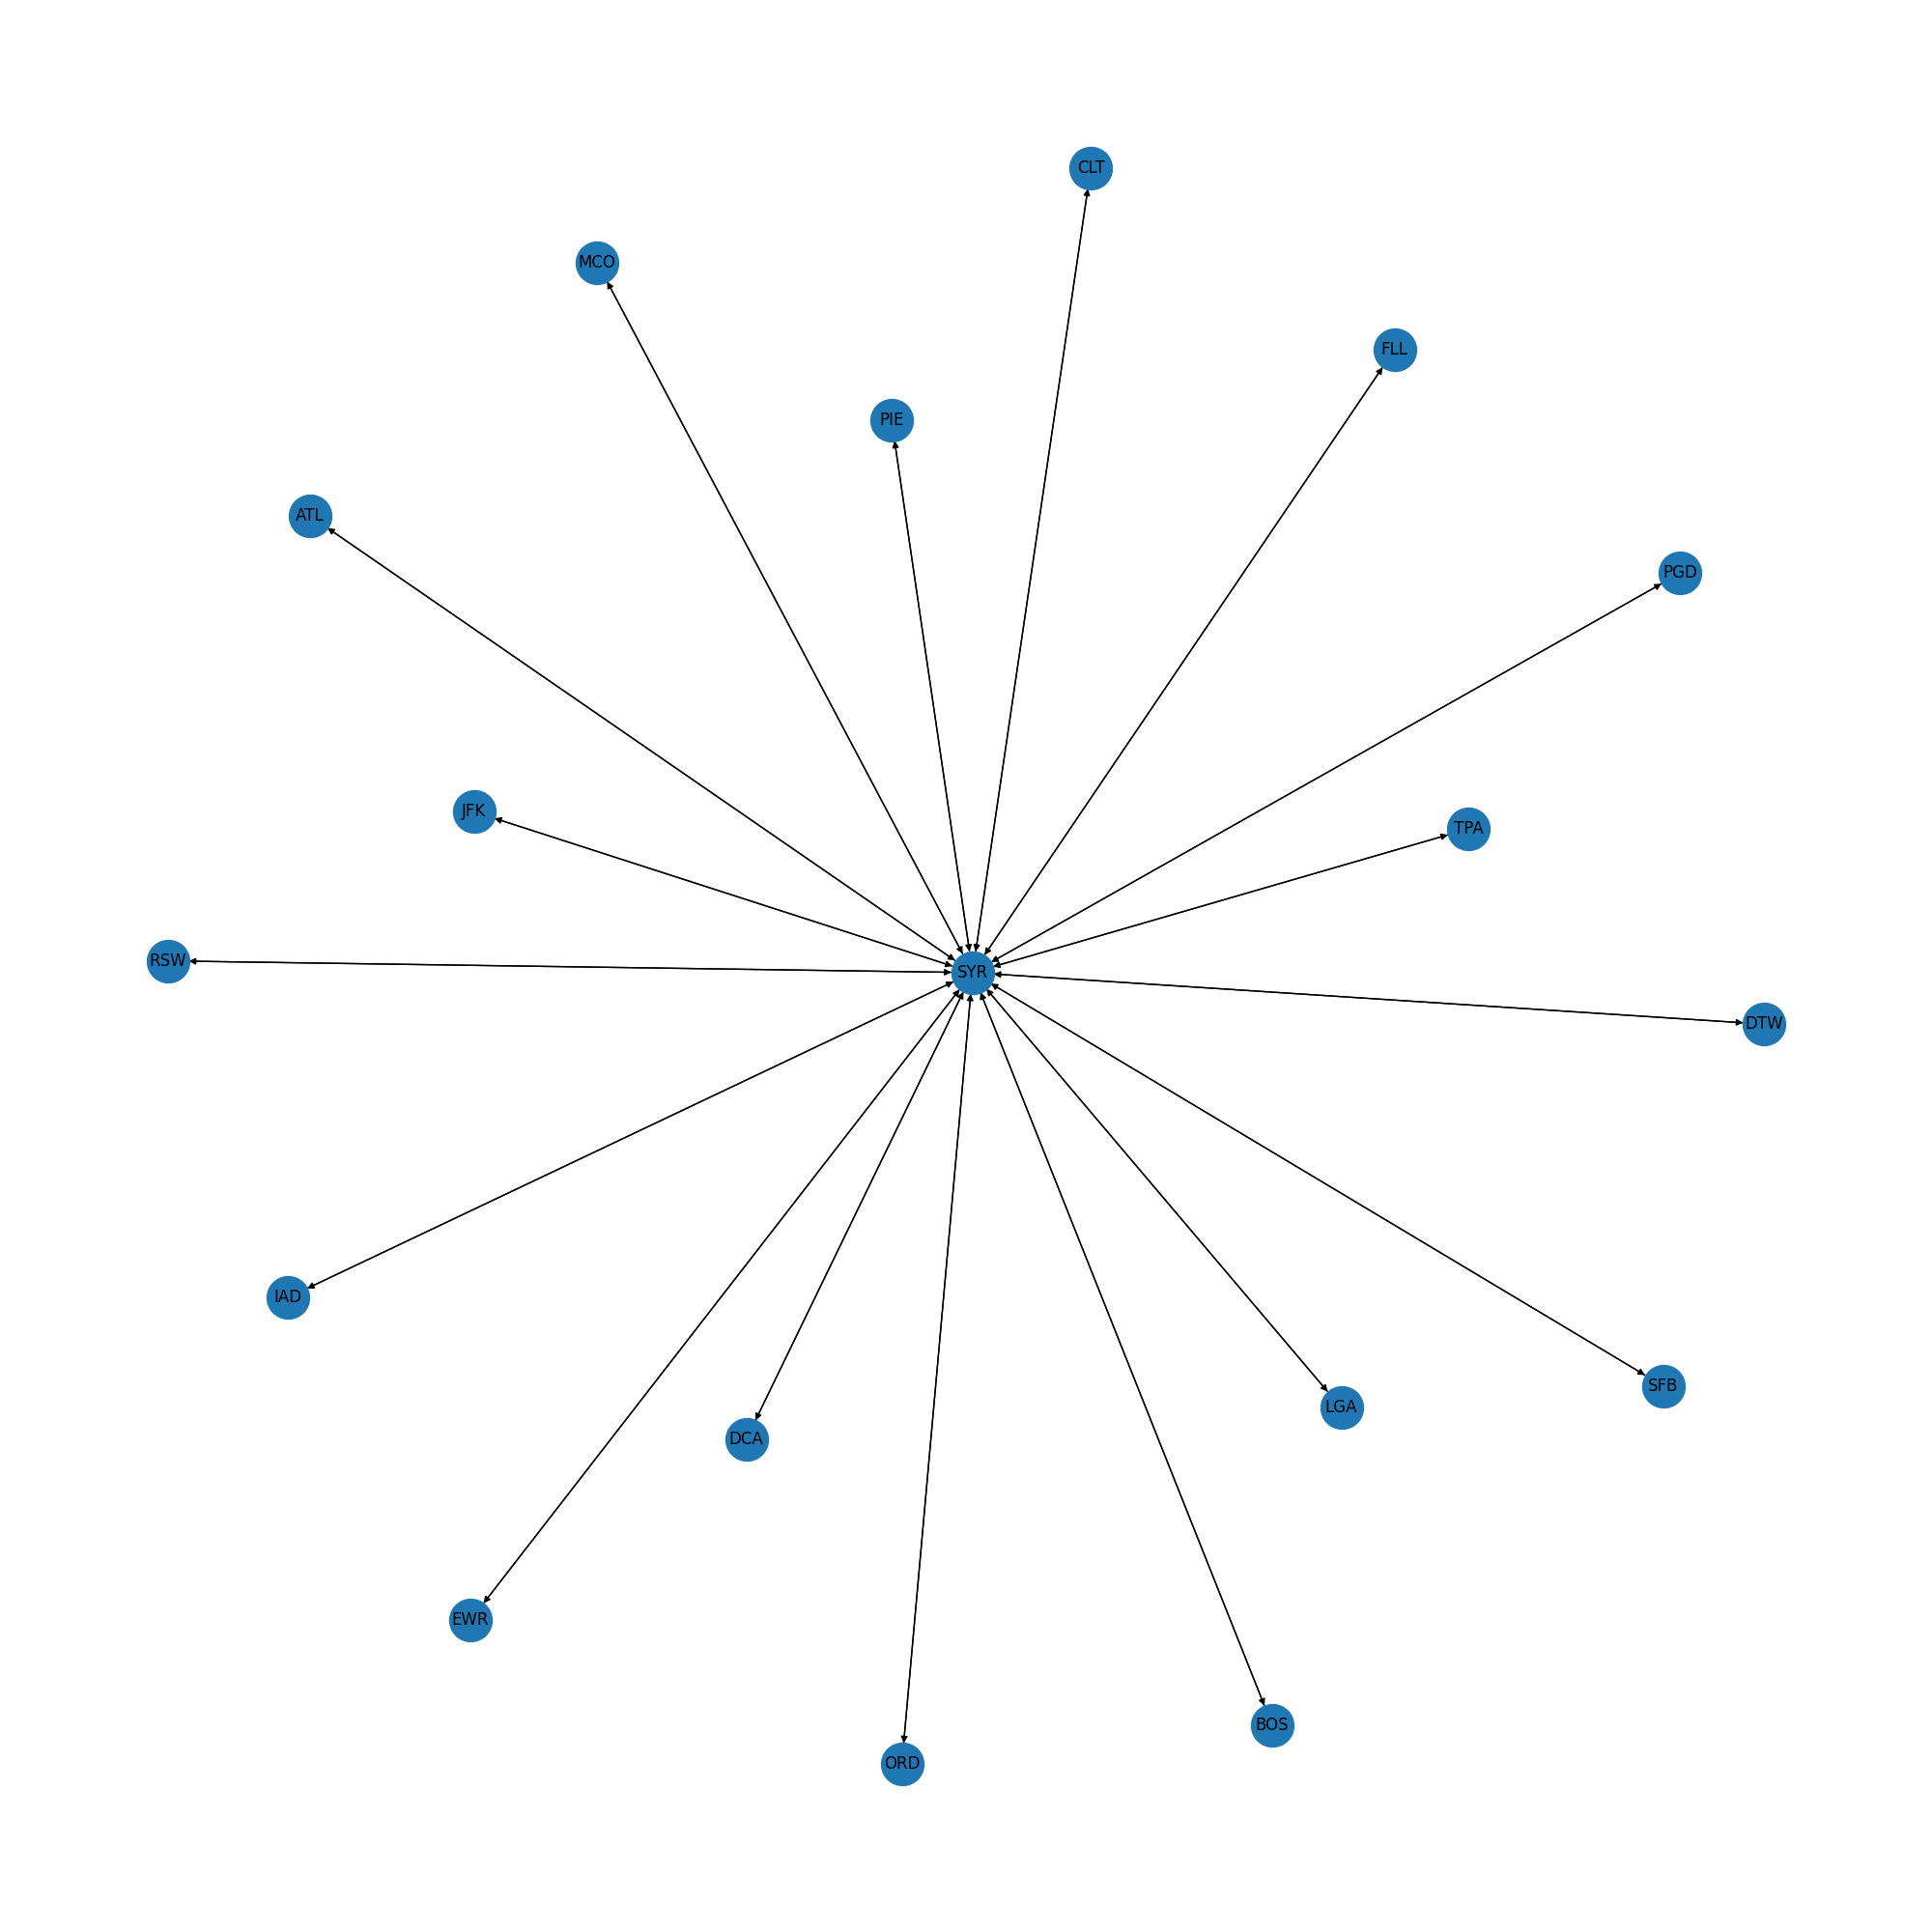 CLT
MCO
FLL
PIE
ATL
PGD
JFK
TPA
RSW
SYR
DTW
IAD
SFB
LGA
DCA
EWR
BOS
ORD